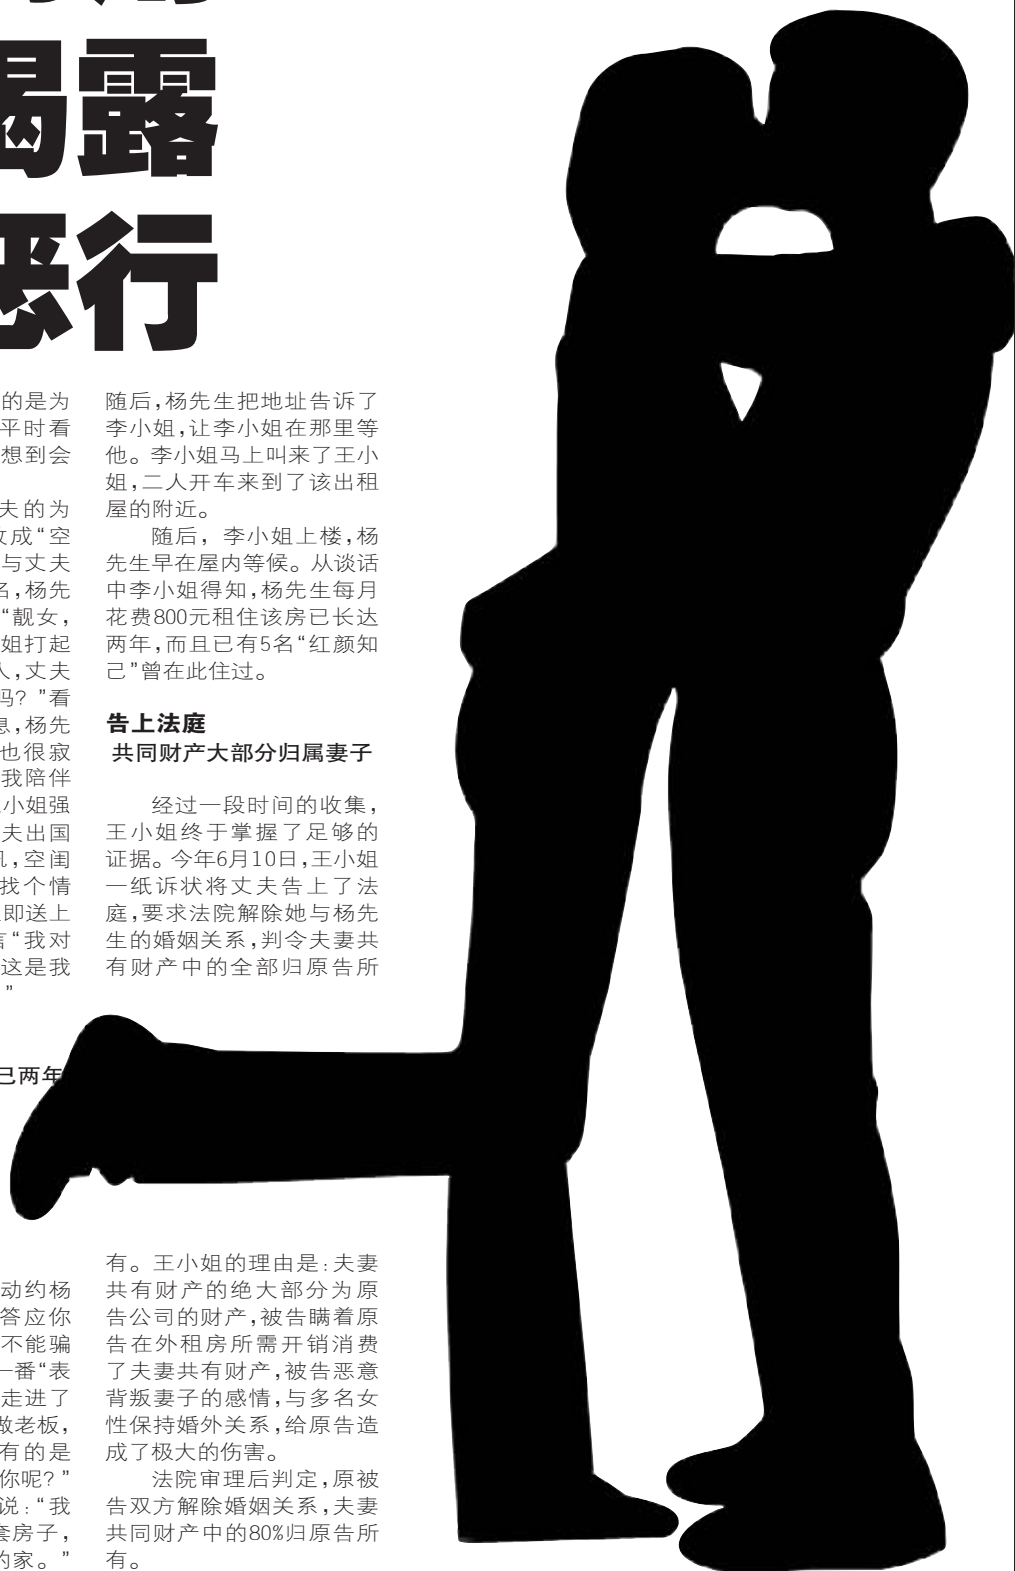 揭露
恶行
的是为
平时看
想到会
夫的为
改成“空
与丈夫
名,杨先
“靓女,
姐打起
人,丈夫
吗？”看
息,杨先
也很寂
我陪伴
小姐强
夫出国
,空闺
找个情
即送上
言“我对
这是我
”
已两年
动约杨
答应你
不能骗
一番“表
走进了
做老板,
有的是
你呢？”
说:“我
套房子,
的家。”
随后,杨先生把地址告诉了
李小姐,让李小姐在那里等
他。李小姐马上叫来了王小
姐,二人开车来到了该出租
屋的附近。
随后，李小姐上楼,杨
先生早在屋内等候。从谈话
中李小姐得知,杨先生每月
花费800元租住该房已长达
两年,而且已有5名“红颜知
己”曾在此住过。
告上法庭
共同财产大部分归属妻子
经过一段时间的收集,
王小姐终于掌握了足够的
证据。今年6月10日,王小姐
一纸诉状将丈夫告上了法
庭,要求法院解除她与杨先
生的婚姻关系,判令夫妻共
有财产中的全部归原告所
有。王小姐的理由是:夫妻
共有财产的绝大部分为原
告公司的财产,被告瞒着原
告在外租房所需开销消费
了夫妻共有财产,被告恶意
背叛妻子的感情,与多名女
性保持婚外关系,给原告造
成了极大的伤害。
法院审理后判定,原被
告双方解除婚姻关系,夫妻
共同财产中的80%归原告所
有。